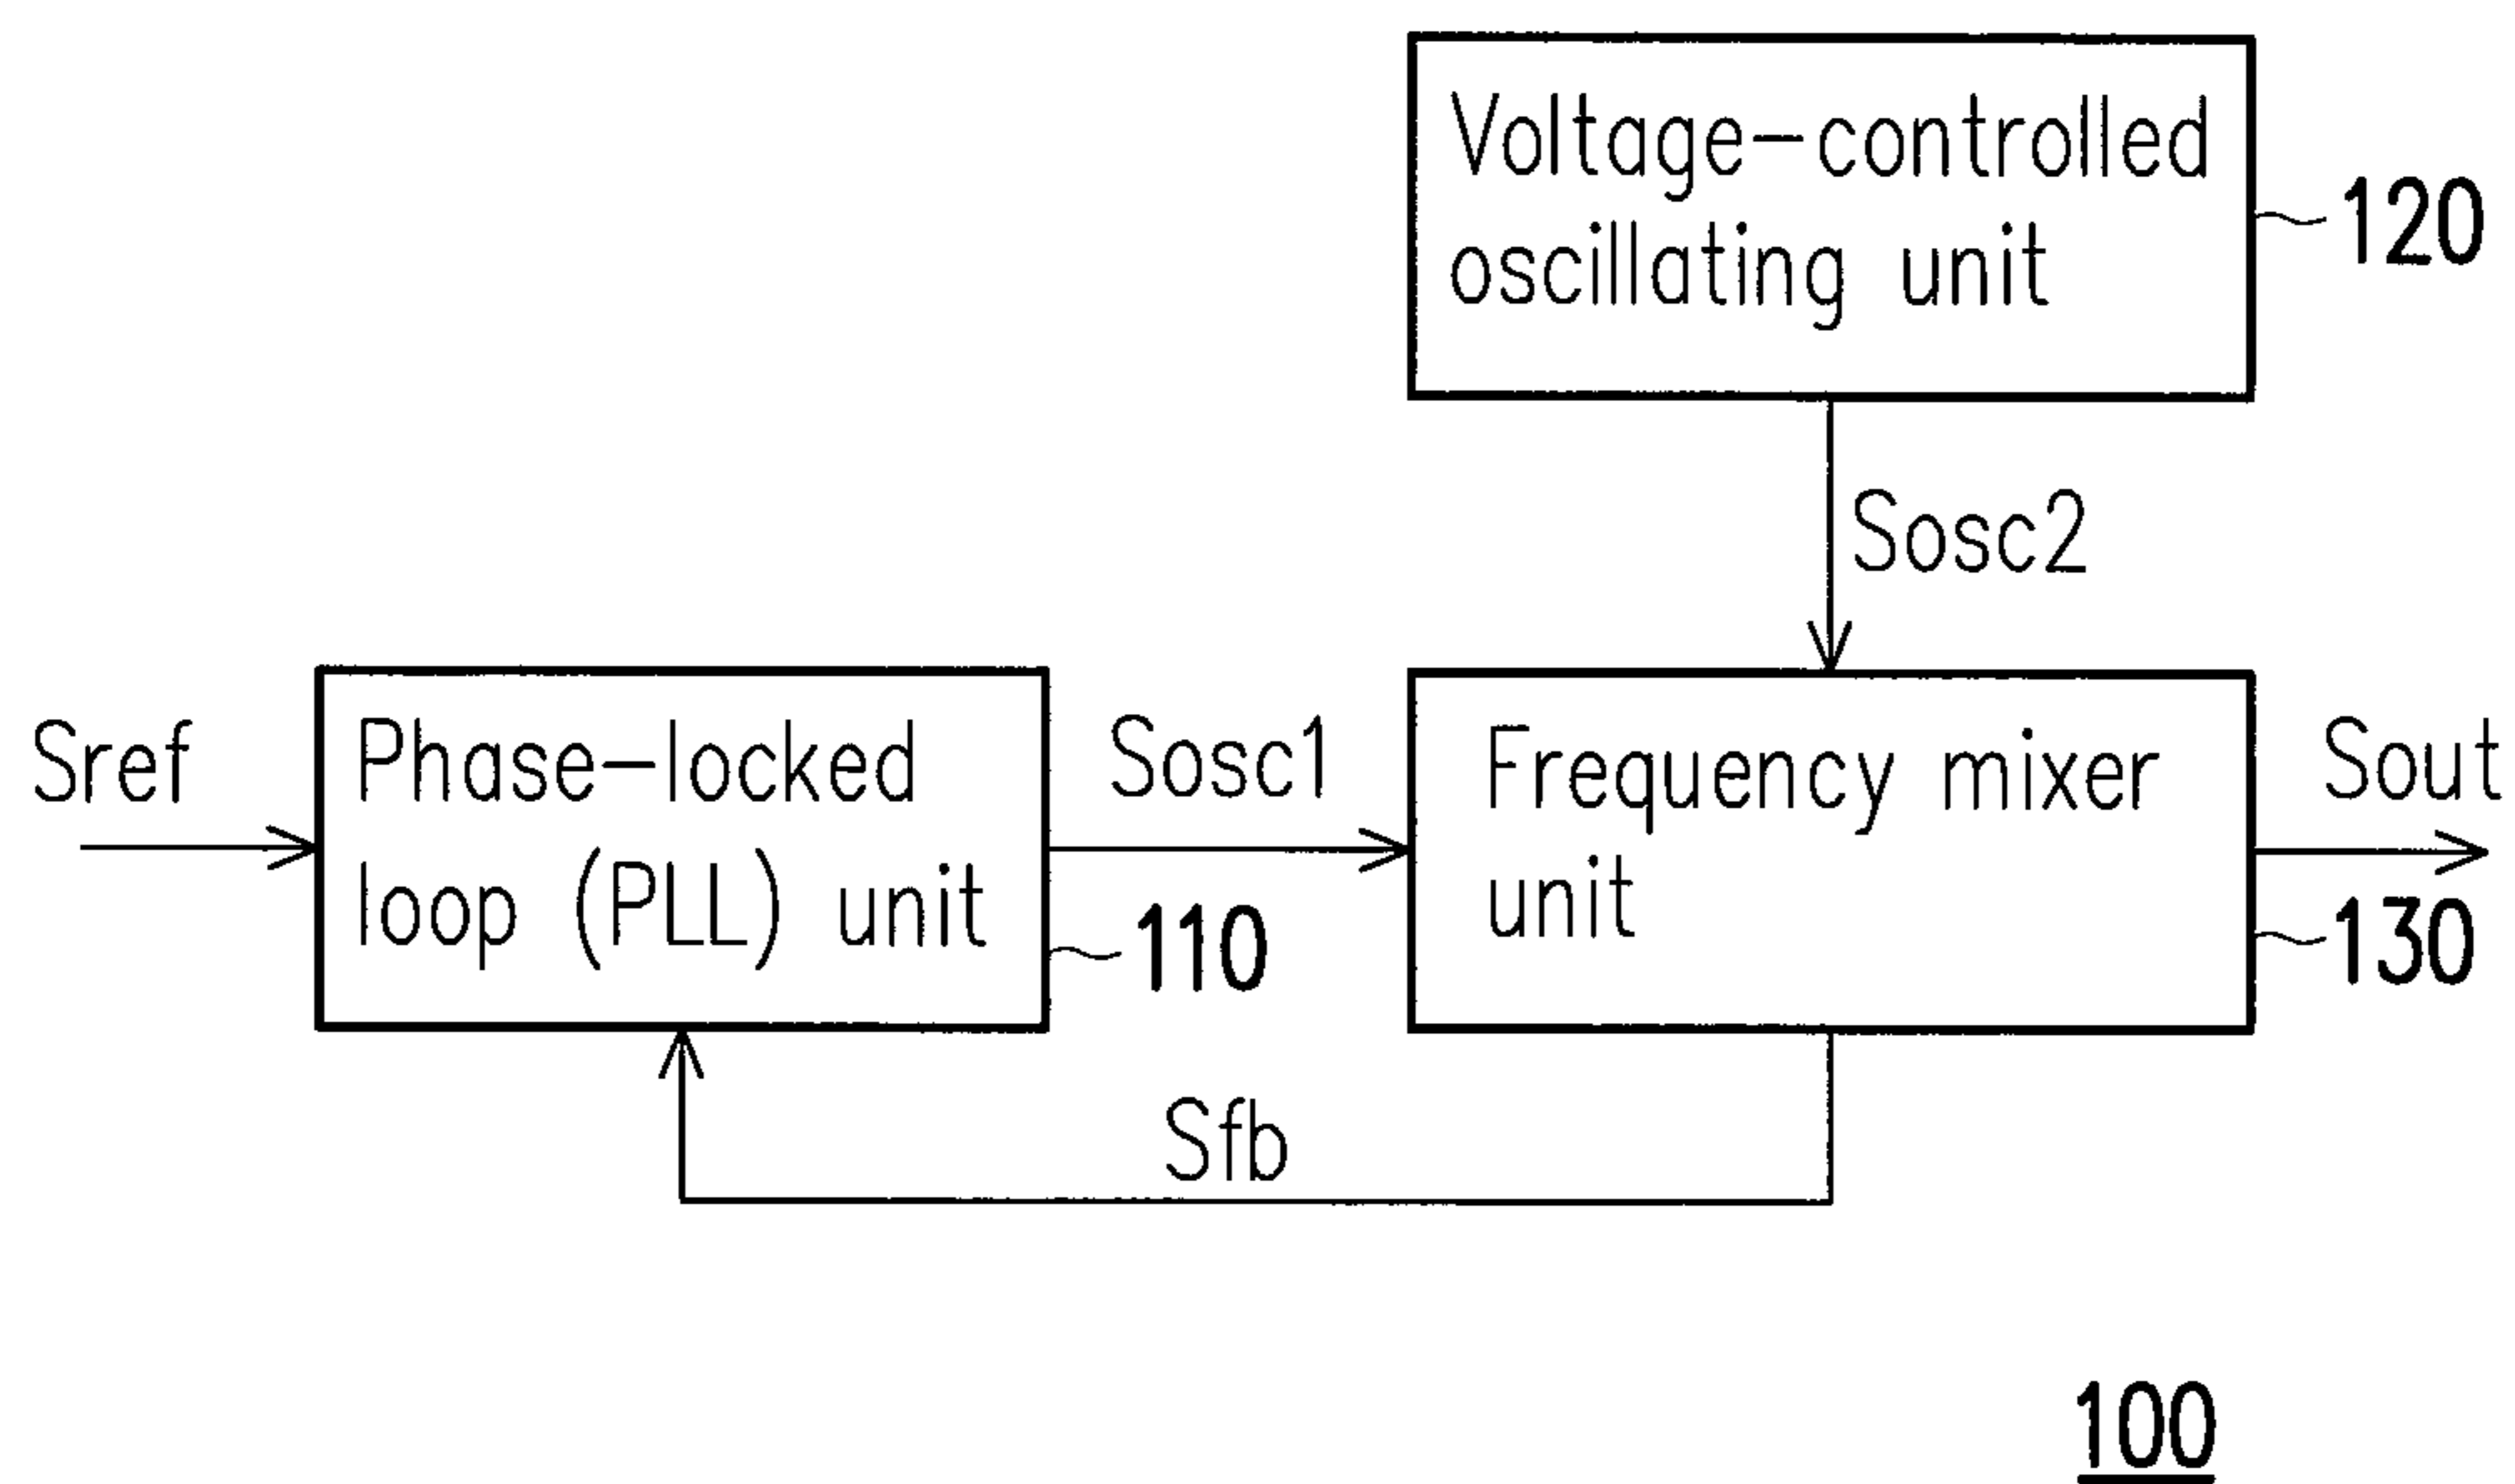 Voltage-controlled
oscillating unit
120
Sosc2
Sref
Phase-locked
loop (PLL) unit
110
Sosc1
Frequency mixer
unit
Sout
130
Sfb
100